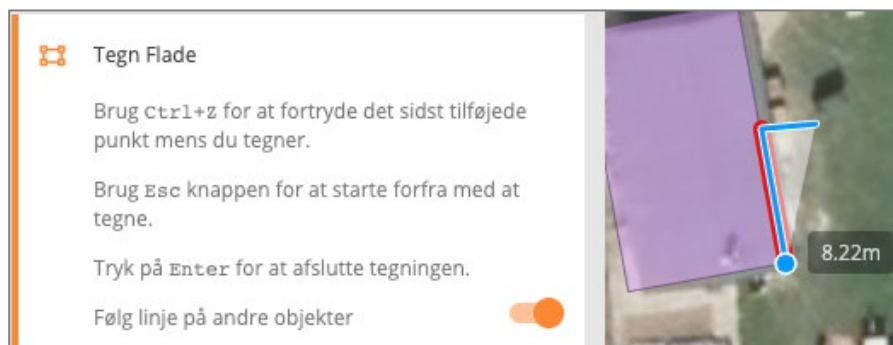 Tegn Flade
Brug Ctrl+Z for at fortryde det sidst tilføjede
punkt mens du tegner.
Brug Esc knappen for at starte forfra med at
tegne.
Tryk på Enter for at afslutte tegningen.
Følg linje på andre objekter
8.22m